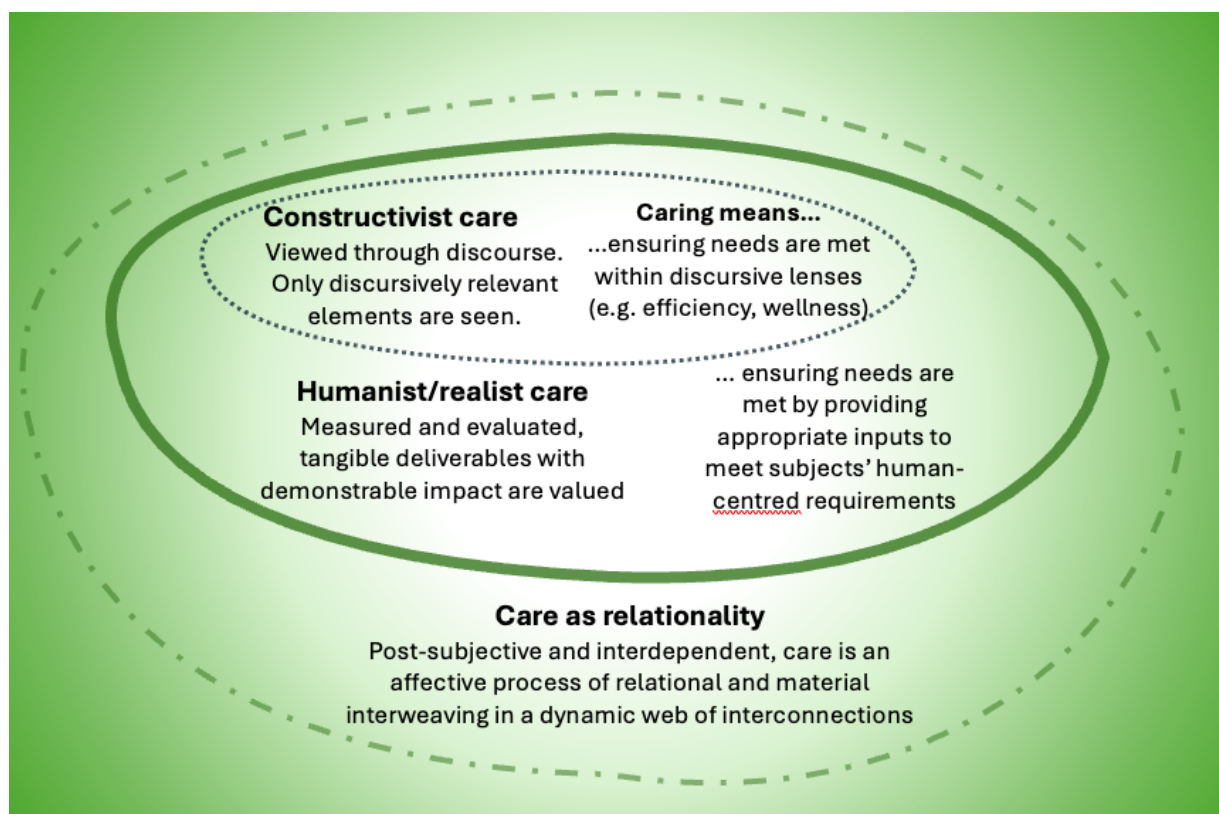 Constructivist care
Viewed through discourse.
Only discursively relevant
elements are seen.
Caring means...
...ensuring needs are met
within discursive lenses
(e.g. efficiency, wellness)
Humanist/realist care
Measured and evaluated,
tangible deliverables with
demonstrable impact are valued
... ensuring needs are
met by providing
appropriate inputs to
meet subjects’ human-
centred requirements
Care as relationality
Post-subjective and interdependent, care is an
affective process of relational and material
interweaving in a dynamic web of interconnections